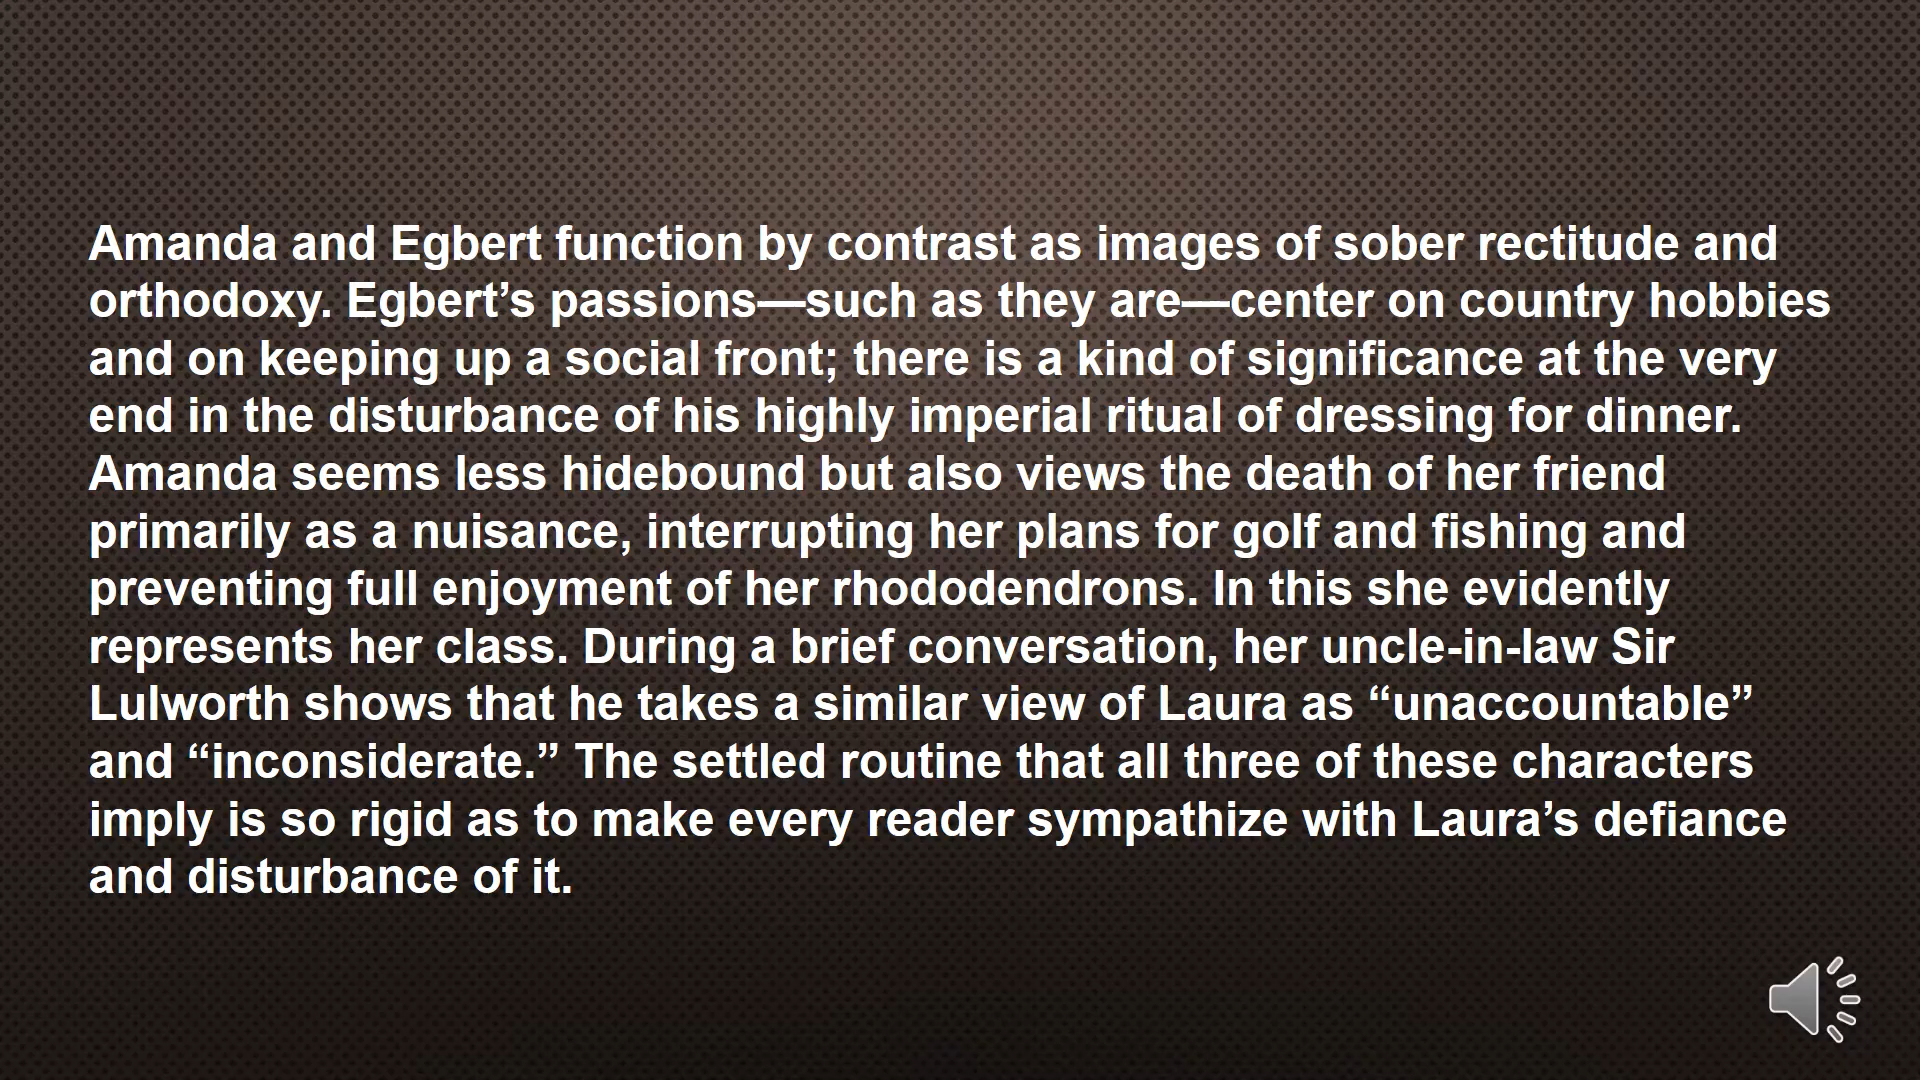 Amanda and Egbert function by contrast as images of sober rectitude and
orthodoxy. Egbert’s passions—such as they are—center on country hobbies
and on keeping up a social front; there is a kind of significance at the very
end in the disturbance of his highly imperial ritual of dressing for dinner.
Amanda seems less hidebound but also views the death of her friend
primarily as a nuisance, interrupting her plans for golf and fishing and
preventing full enjoyment of her rhododendrons. In this she evidently
represents her class. During a brief conversation, her uncle-in-law Sir
Lulworth shows that he takes a similar view of Laura as “unaccountable”
and “inconsiderate.” The settled routine that all three of these characters
imply is so rigid as to make every reader sympathize with Laura’s defiance
and disturbance of it.